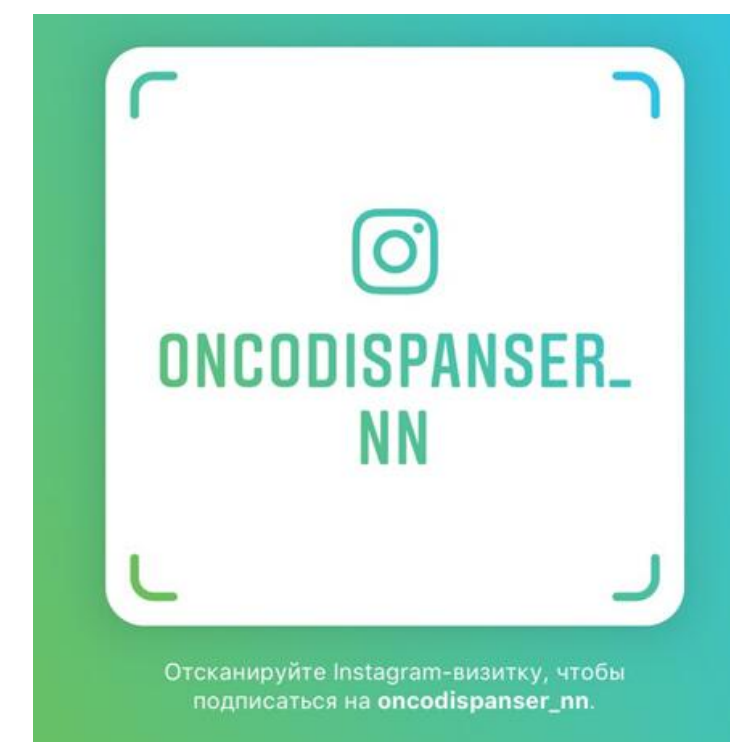 ONCODISPANSER_
NN
Отсканируйте Instagram-визитку, чтобы
подписаться на oncodispanser_nn.